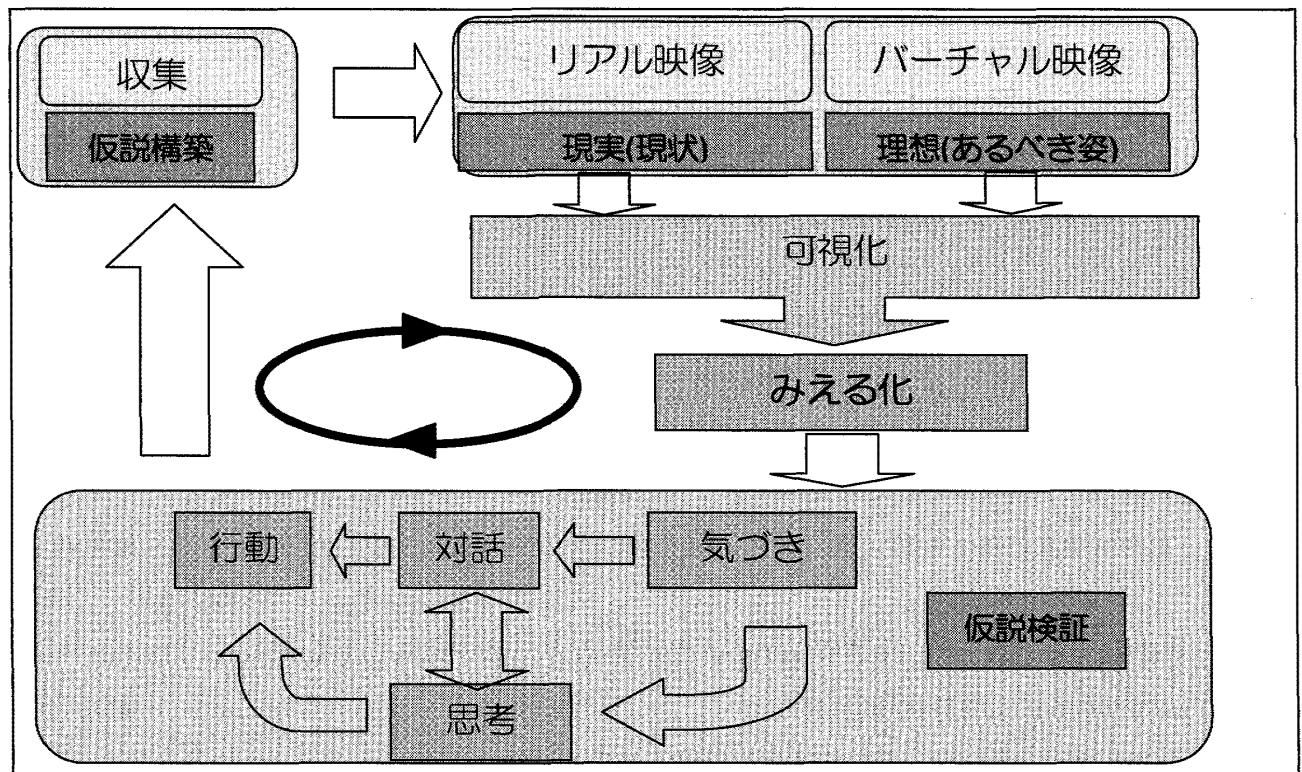 収集
仮説構築
リアル映像
バーチャル映像
現実(現状)
理想(あるべき姿)
可視化
みえる化
行動
対話
気づき
仮説検証
思考